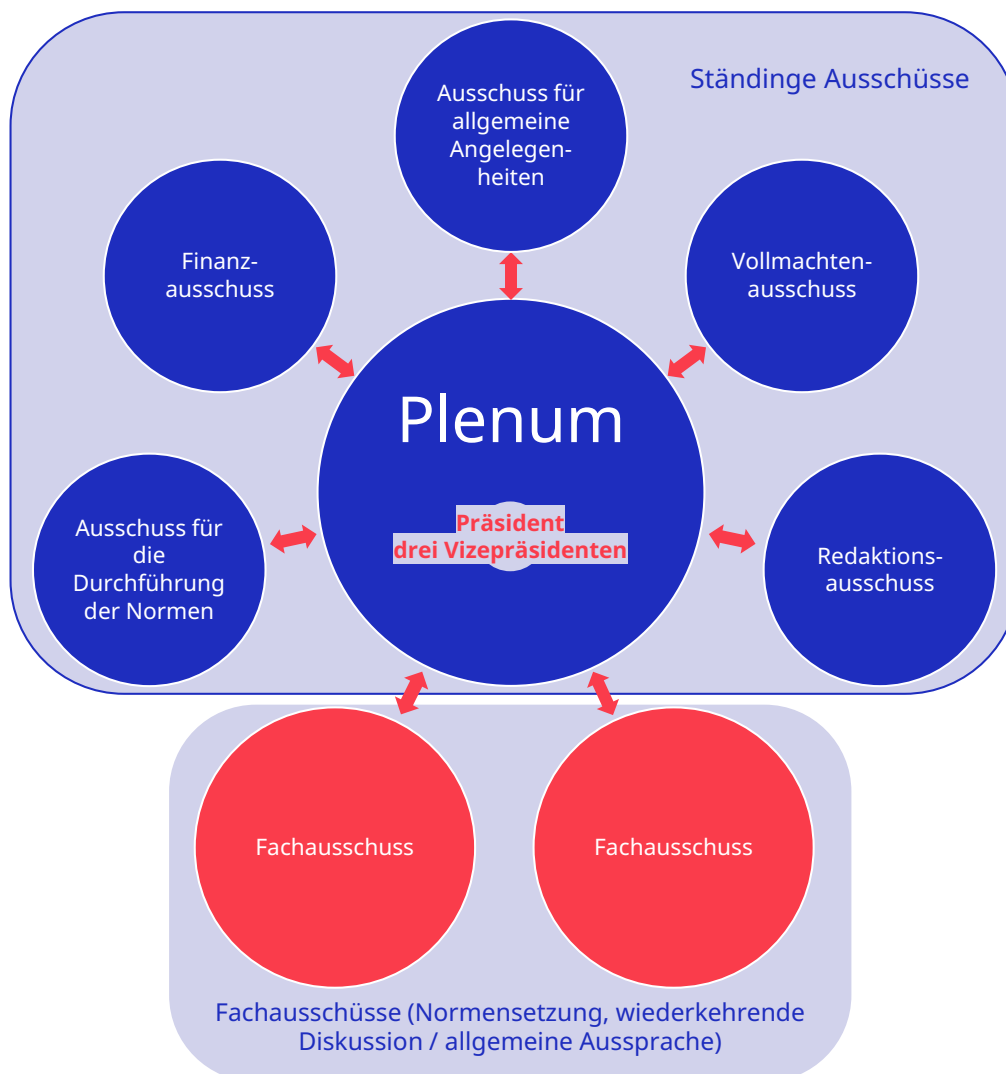 Ständinge Ausschüsse
Ausschuss für
allgemeine
Angelegen-
heiten
Finanz-
ausschuss
Vollmachten-
ausschuss
Plenum
Präsident
drei Vizepräsidenten
Ausschuss für
die
Durchführung
der Normen
Redaktions-
ausschuss
Fachausschuss
Fachausschuss
Fachausschüsse (Normensetzung, wiederkehrende
Diskussion / allgemeine Aussprache)